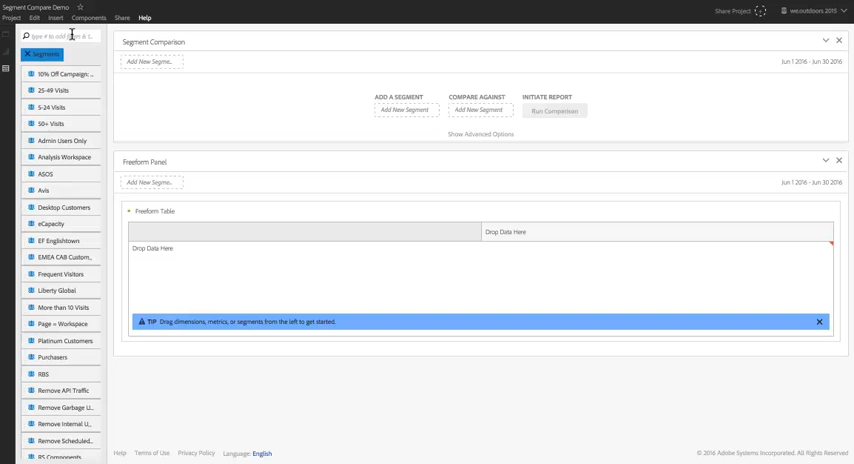 Segment Compare Demo
Project Edit Insert Components Share Help
Share Project
we.outdoors 2015
Segments
10% Off Campaign: ...
25-49 Visits
5-24 Visits
50+ Visits
Admin Users Only
Analysis Workspace
ASOS
Avis
Desktop Customers
eCapacity
EF Englishtown
EMEA CAB Custom_
Frequent Visitors
Liberty Global
More than 10 Visits
Page = Workspace
Platinum Customers
Purchasers
RBS
Remove API Traffic
Remove Garbage U...
Remove Internal U_
Remove Scheduled...
RS Components
Segment Comparison
Add New Segme...
Jun 1 2016 - Jun 30 2016
ADD A SEGMENT COMPARE AGAINST INITIATE REPORT
Add New Segment Add New Segment Run Comparison
Show Advanced Options
Freeform Panel
Add New Segme...
Jun 1 2016 - Jun 30 2016
Freeform Table
Drop Data Here
Drop Data Here
TIP Drag dimensions, metrics, or segments from the left to get started.
Help Terms of Use Privacy Policy Language: English
© 2016 Adobe Systems Incorporated. All Rights Reserved